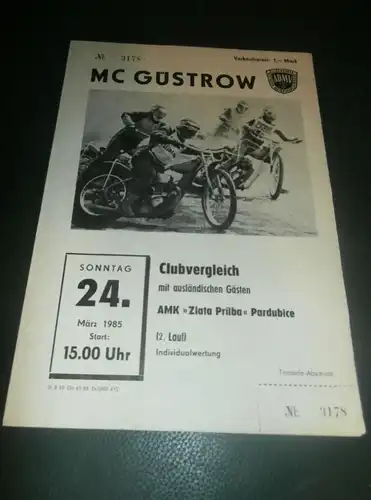 № 3178
Verkaufspreis: 1,— Mark
MC GÜSTROW
ADMV
SONNTAG
24.
März 1985
Start:
15.00 Uhr
Clubvergleich
mit ausländischen Gästen
AMK »Zlata Prilba« Pardubice
(2. Lauf)
Individualwertung
№ 3178